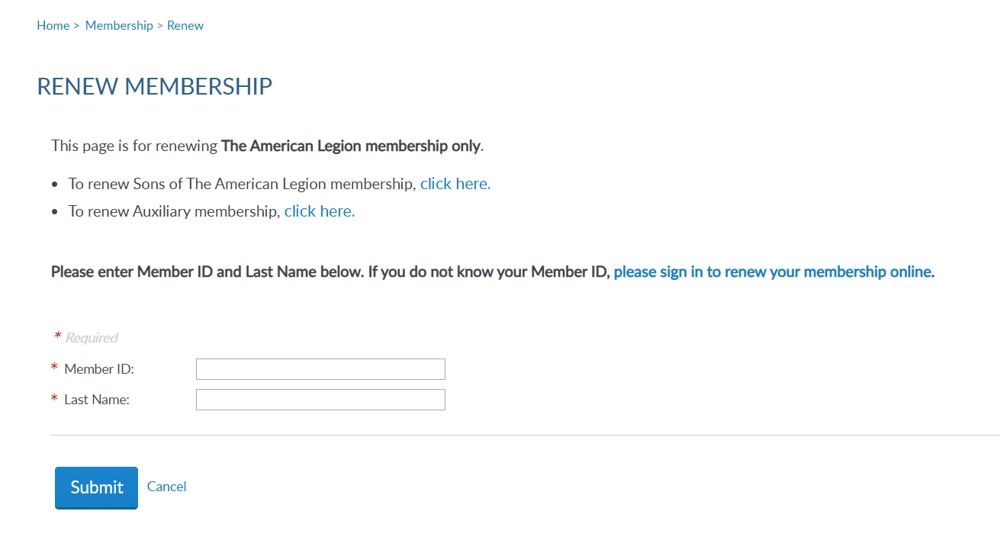 Home > Membership > Renew
RENEW MEMBERSHIP
This page is for renewing The American Legion membership only.
• To renew Sons of The American Legion membership, click here.
• To renew Auxiliary membership, click here.
Please enter Member ID and Last Name below. If you do not know your Member ID, please sign in to renew your membership online.
* Required
* Member ID:
* Last Name:
Submit Cancel